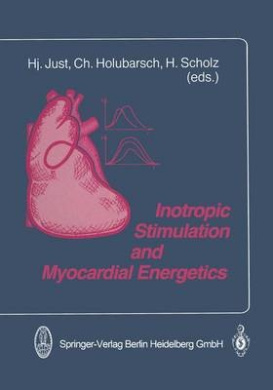 Hj. Just, Ch. Holubarsch, H. Scholz
(eds.)
Inotropic
Stimulation
and
Myocardial Energetics
Springer-Verlag Berlin Heidelberg GmbH